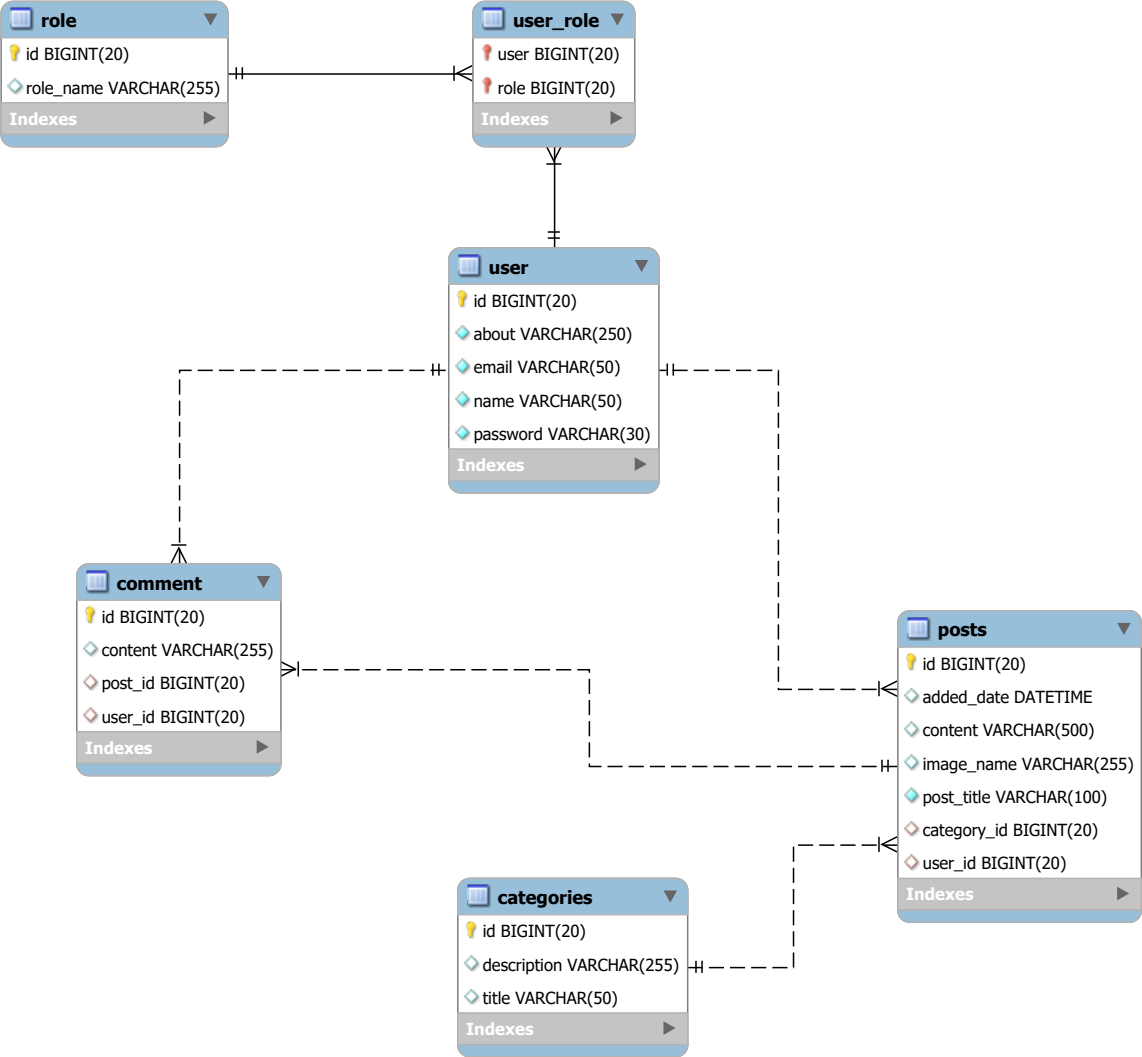 role
id BIGINT(20)
role_name VARCHAR(255)
Indexes
user_role
user BIGINT(20)
role BIGINT(20)
Indexes
user
id BIGINT(20)
about VARCHAR(250)
email VARCHAR(50)
name VARCHAR(50)
password VARCHAR(30)
Indexes
comment
id BIGINT(20)
content VARCHAR(255)
post_id BIGINT(20)
user_id BIGINT(20)
Indexes
posts
id BIGINT(20)
added_date DATETIME
content VARCHAR(500)
image_name VARCHAR(255)
post_title VARCHAR(100)
category_id BIGINT(20)
user_id BIGINT(20)
Indexes
categories
id BIGINT(20)
description VARCHAR(255)
title VARCHAR(50)
Indexes